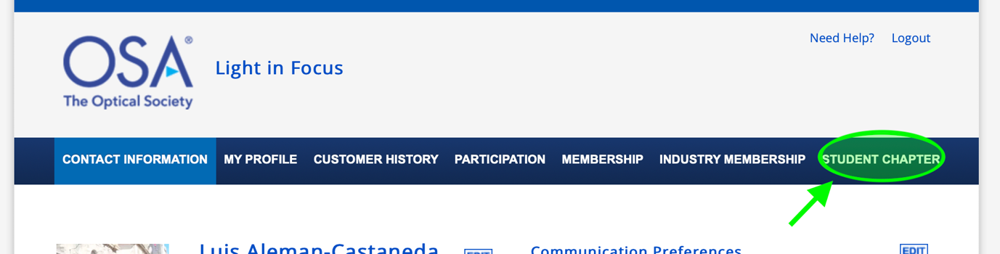 OSA®
The Optical Society
Light in Focus
Need Help? Logout
CONTACT INFORMATION MY PROFILE CUSTOMER HISTORY PARTICIPATION MEMBERSHIP INDUSTRY MEMBERSHIP STUDENT CHAPTER
Luis Aleman-Castaneda EDIT
Communication Preferences EDIT